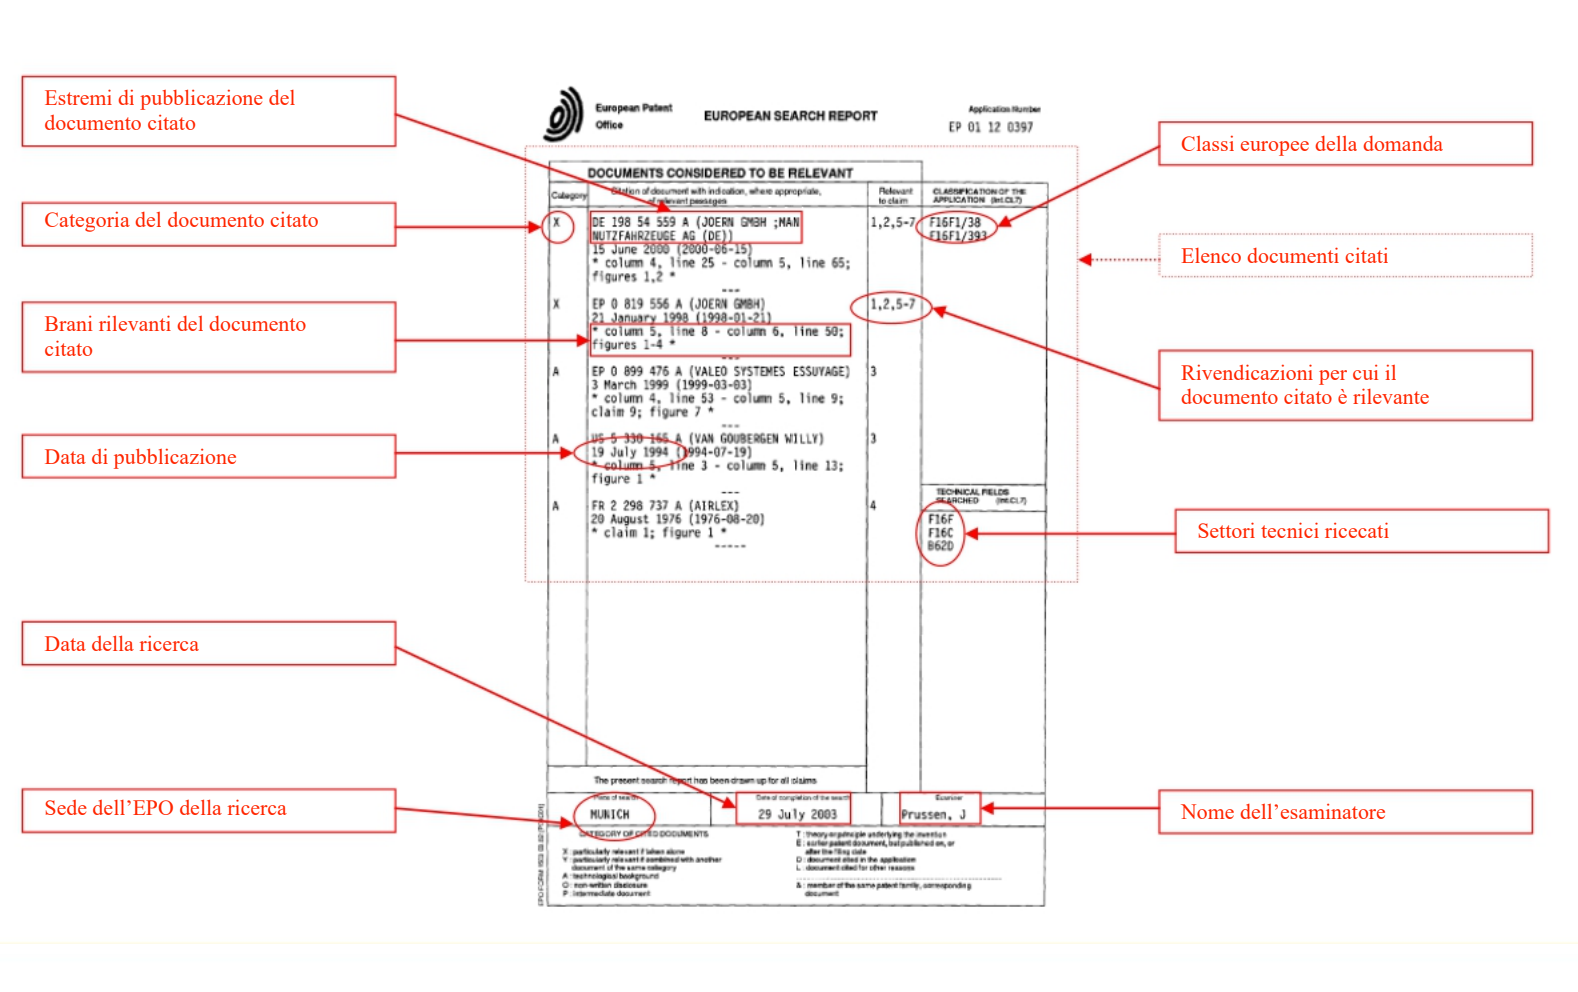 Estremi di pubblicazione del
documento citato
Categoria del documento citato
Brani rilevanti del documento
citato
Data di pubblicazione
Data della ricerca
Sede dell’EPO della ricerca
European Patent
Office
EUROPEAN SEARCH REPORT
Application Number
EP 01 12 0397
DOCUMENTS CONSIDERED TO BE RELEVANT
Category
Citation of document with indication, where appropriate,
of relevant passages
Relevant
to claim
CLASSIFICATION OF THE
APPLICATION (Int.Cl.7)
X
DE 198 54 559 A (JOERN GMBH ;MAN
NUTZFAHRZEUGE AG (DE))
15 June 2000 (2000-06-15)
* column 4, line 25 - column 5, line 65;
figures 1,2 *
1,2,5-7
F16F1/38
F16F1/393
---
X
EP 0 819 556 A (JOERN GMBH)
21 January 1998 (1998-01-21)
* column 5, line 8 - column 6, line 50;
figures 1-4 *
1,2,5-7
---
A
EP 0 899 476 A (VALEO SYSTEMES ESSUYAGE)
3 March 1999 (1999-03-03)
* column 4, line 53 - column 5, line 9;
claim 9; figure 7 *
3
---
A
US 5 330 165 A (VAN GOUBERGEN WILLY)
19 July 1994 (1994-07-19)
* column 5, line 3 - column 5, line 13;
figure 1 *
3
---
A
FR 2 298 737 A (AIRLEX)
20 August 1976 (1976-08-20)
* claim 1; figure 1 *
4
-----
TECHNICAL FIELDS
SEARCHED (Int.Cl.7)
F16F
F16C
B62D
The present search report has been drawn up for all claims
Place of search
MUNICH
Date of completion of the search
29 July 2003
Examiner
Prussen, J
CATEGORY OF CITED DOCUMENTS
X : particularly relevant if taken alone
Y : particularly relevant if combined with another
document of the same category
A : technological background
O : non-written disclosure
P : intermediate document
T : theory or principle underlying the invention
E : earlier patent document, but published on, or
after the filing date
D : document cited in the application
L : document cited for other reasons
& : member of the same patent family, corresponding
document
Classi europee della domanda
Elenco documenti citati
Rivendicazioni per cui il
documento citato è rilevante
Settori tecnici ricecati
Nome dell’esaminatore